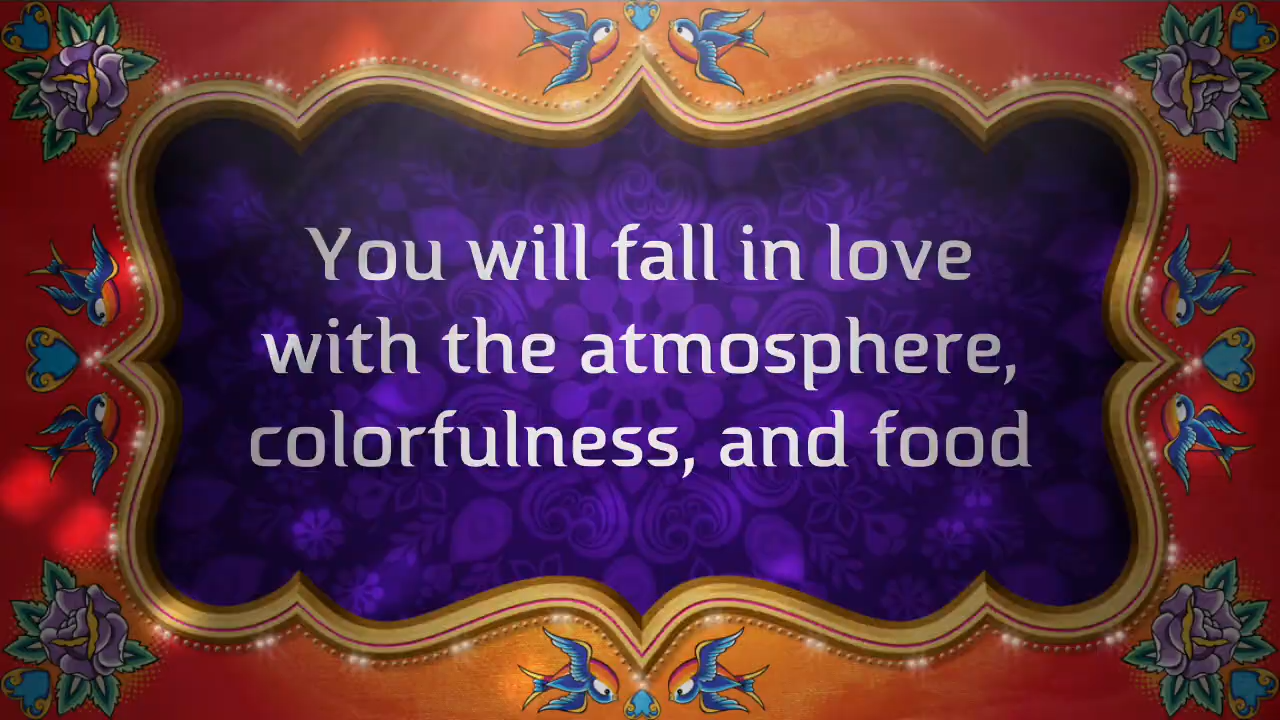 You will fall in love
with the atmosphere,
colorfulness, and food